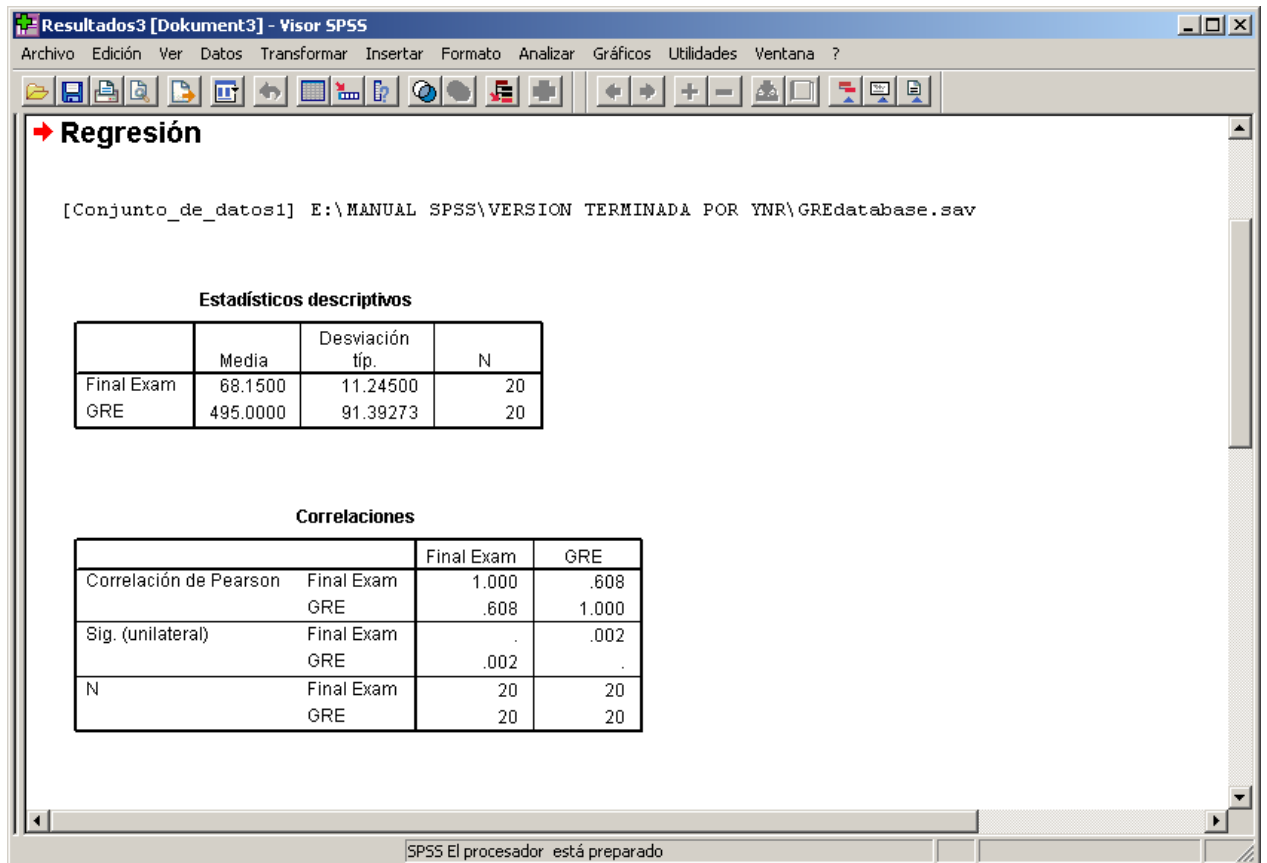 Resultados3 [Dokument3] - Visor SPSS
Archivo Edición Ver Datos Transformar Insertar Formato Analizar Gráficos Utilidades Ventana ?
Regresión
[Conjunto_de_datos1] E:\MANUAL SPSS\VERSION TERMINADA POR YNR\GREdatabase.sav
Estadísticos descriptivos
Media Desviación típ. N
Final Exam 68.1500 11.24500 20
GRE 495.0000 91.39273 20
Correlaciones
Final Exam GRE
Correlación de Pearson Final Exam 1.000 .608
GRE .608 1.000
Sig. (unilateral) Final Exam . .002
GRE .002 .
N Final Exam 20 20
GRE 20 20
SPSS El procesador está preparado